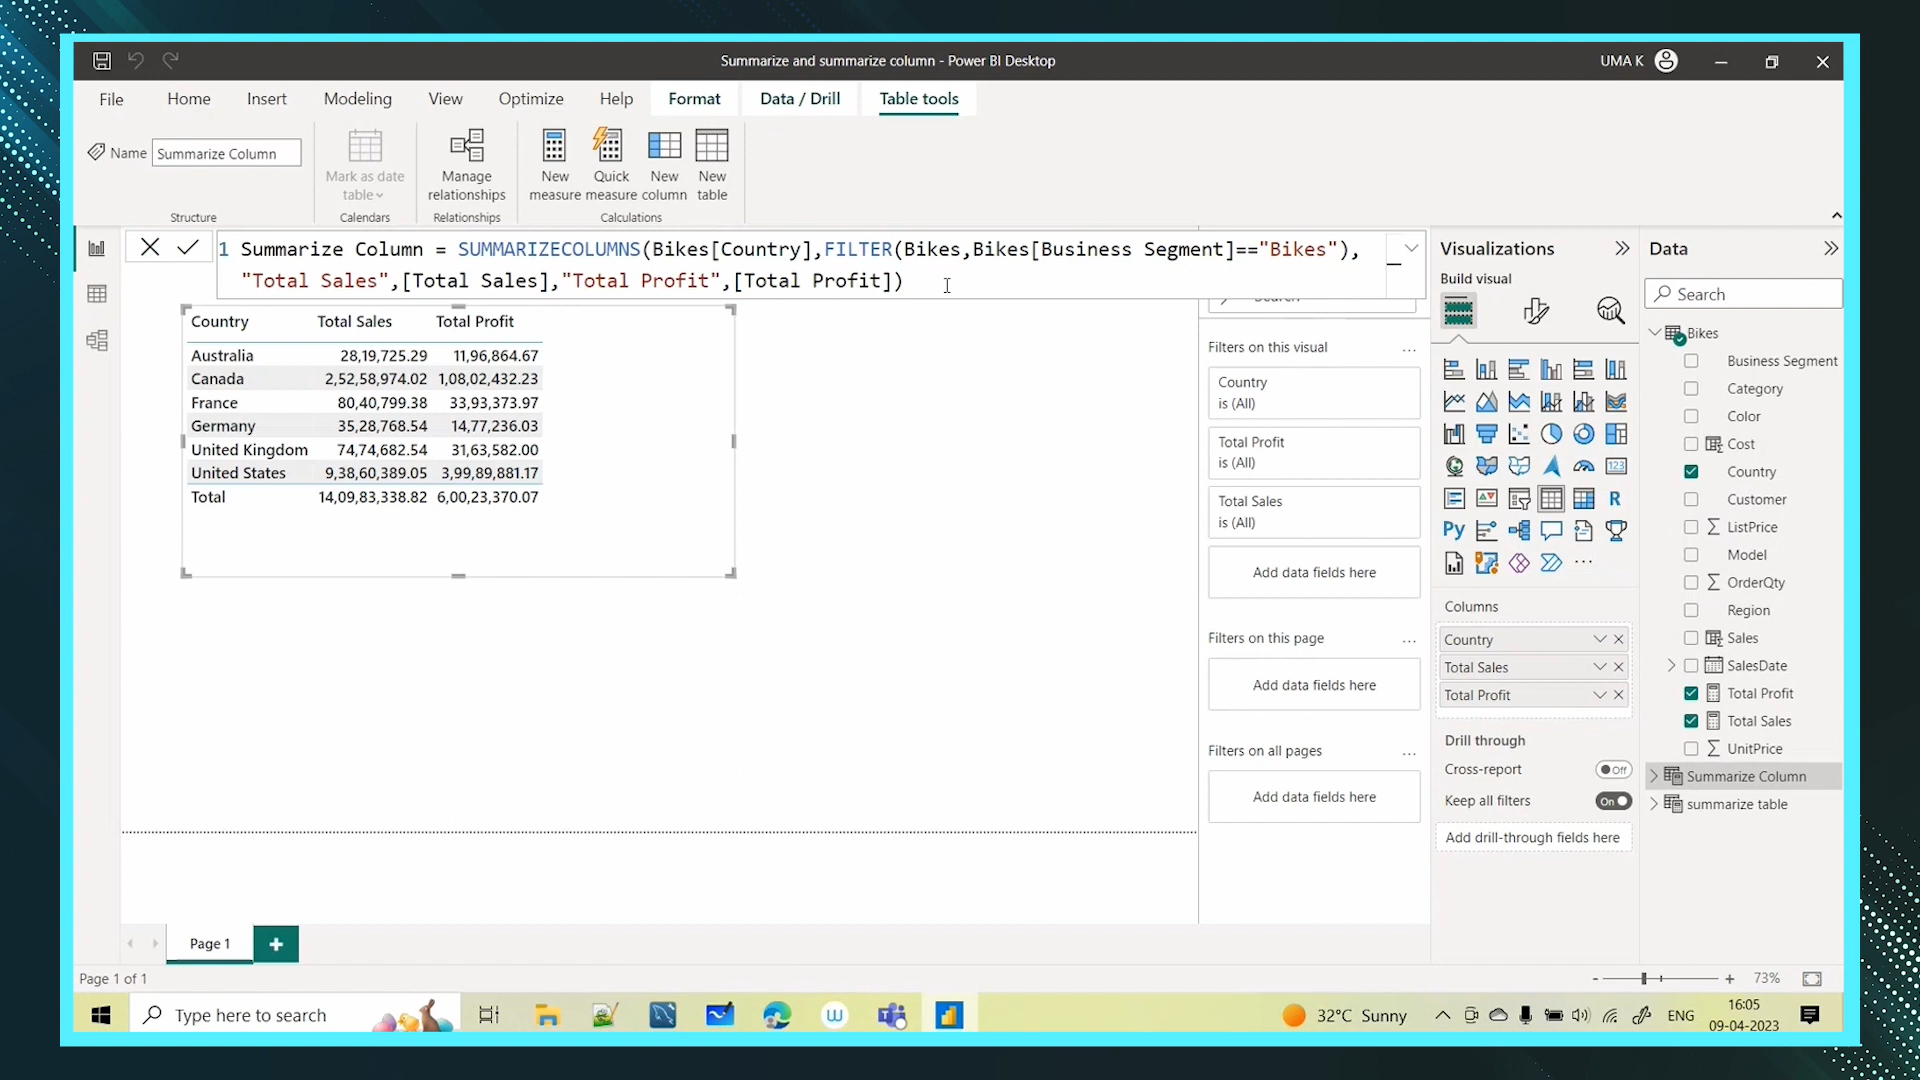 Summarize and summarize column - Power BI Desktop
UMA K
File Home Insert Modeling View Optimize Help Format Data / Drill Table tools
Name Summarize Column
Mark as date table
Manage relationships
New measure
Quick measure
New column
New table
Structure
Calendars
Relationships
Calculations
1 Summarize Column = SUMMARIZECOLUMNS(Bikes[Country],FILTER(Bikes,Bikes[Business Segment]=="Bikes"),
"Total Sales",[Total Sales],"Total Profit",[Total Profit])
Country Total Sales Total Profit
Australia 28,19,725.29 11,96,864.67
Canada 2,52,58,974.02 1,08,02,432.23
France 80,40,799.38 33,93,373.97
Germany 35,28,768.54 14,77,236.03
United Kingdom 74,74,682.54 31,63,582.00
United States 9,38,60,389.05 3,99,89,881.17
Total 14,09,83,338.82 6,00,23,370.07
Filters on this visual ...
Country
is (All)
Total Profit
is (All)
Total Sales
is (All)
Add data fields here
Filters on this page ...
Add data fields here
Filters on all pages ...
Add data fields here
Visualizations
Build visual
123
R
Py
...
Columns
Country
Total Sales
Total Profit
Drill through
Cross-report Off
Keep all filters On
Add drill-through fields here
Data
Search
Bikes
Business Segment
Category
Color
Cost
Country
Customer
ListPrice
Model
OrderQty
Region
Sales
SalesDate
Total Profit
Total Sales
UnitPrice
Summarize Column
summarize table
Page 1
Page 1 of 1
- + 73%
Type here to search
32°C Sunny
ENG
16:05
09-04-2023